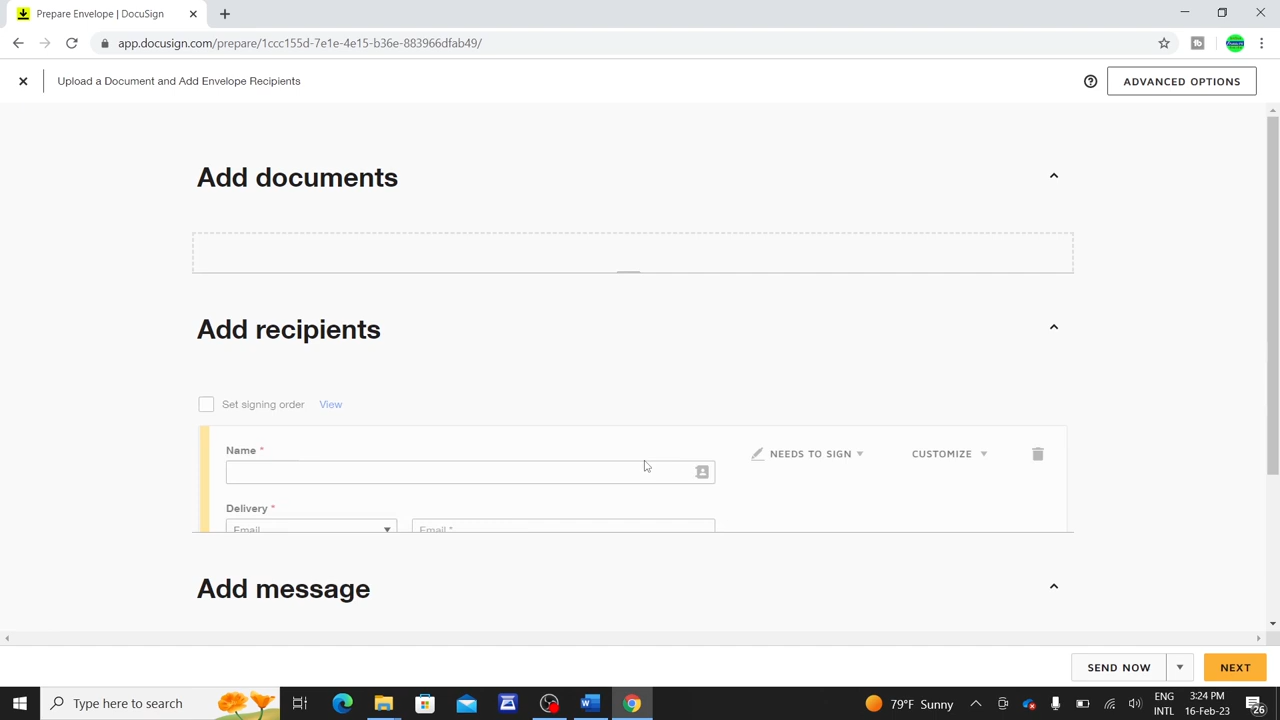 Prepare Envelope | DocuSign
app.docusign.com/prepare/1ccc155d-7e1e-4e15-b36e-883966dfab49/
Upload a Document and Add Envelope Recipients
ADVANCED OPTIONS
Add documents
Add recipients
Set signing order View
Name *
NEEDS TO SIGN
CUSTOMIZE
Delivery *
Email
Email *
Add message
SEND NOW
NEXT
Type here to search
79°F Sunny
ENG
INTL
3:24 PM
16-Feb-23
26